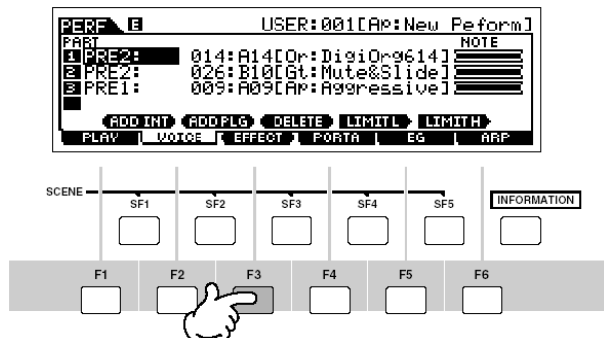 PERF E USER:001[Ap:New Peform]
PART NOTE
1 PRE2: 014:A14[Or:DigiOrg614]
2 PRE2: 026:B10[Gt:Mute&Slide]
3 PRE1: 009:A09[Ap:Aggressive]
ADD INT ADD PLG DELETE LIMIT L LIMIT H
PLAY VOICE EFFECT PORTA EG ARP
SCENE SF1 SF2 SF3 SF4 SF5 INFORMATION
F1 F2 F3 F4 F5 F6